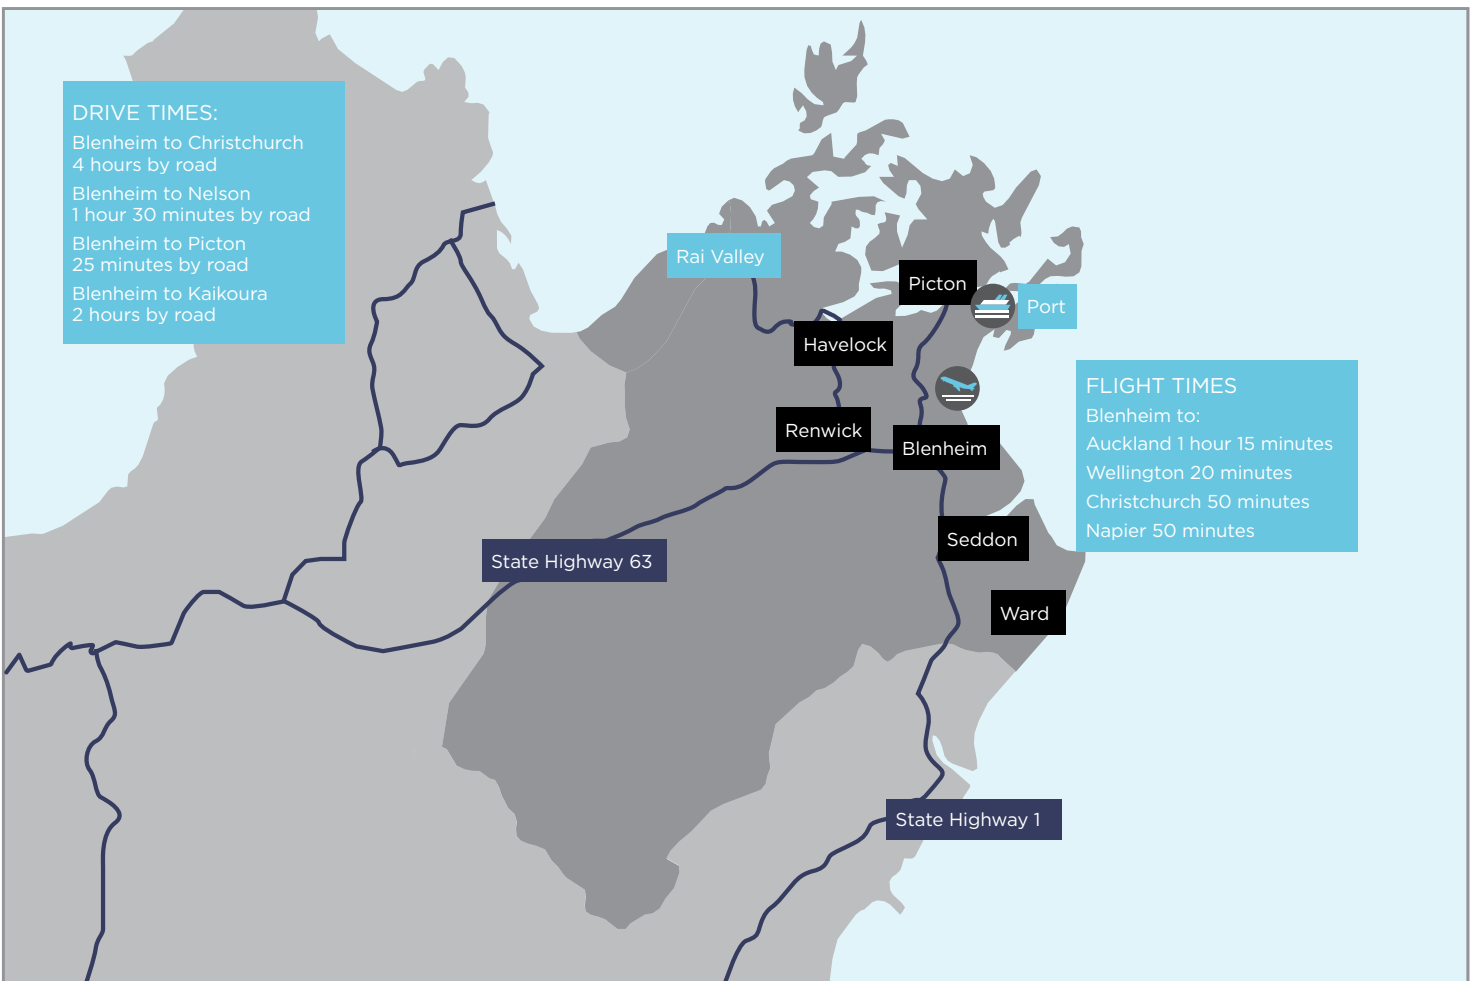 DRIVE TIMES:
Blenheim to Christchurch
4 hours by road
Blenheim to Nelson
1 hour 30 minutes by road
Blenheim to Picton
25 minutes by road
Blenheim to Kaikoura
2 hours by road
Rai Valley
Picton
Port
Havelock
Renwick
Blenheim
FLIGHT TIMES
Blenheim to:
Auckland 1 hour 15 minutes
Wellington 20 minutes
Christchurch 50 minutes
Napier 50 minutes
Seddon
State Highway 63
Ward
State Highway 1